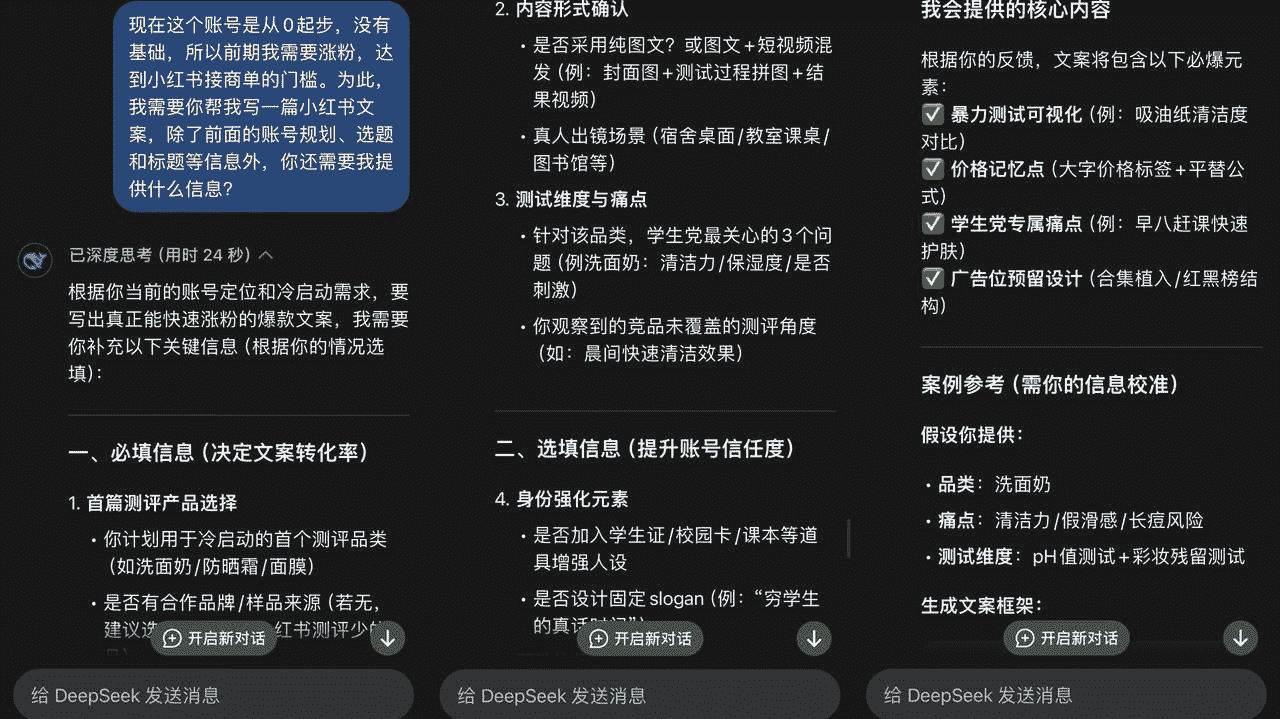 现在这个账号是从0起步，没有
基础，所以前期我需要涨粉，达
到小红书接商单的门槛。为此，
我需要你帮我写一篇小红书文
案，除了前面的账号规划、选题
和标题等信息外，你还需要我提
供什么信息？
已深度思考（用时 24 秒）
根据你当前的账号定位和冷启动需求，要
写出真正能快速涨粉的爆款文案，我需要
你补充以下关键信息（根据你的情况选
填）：
一、必填信息（决定文案转化率）
1. 首篇测评产品选择
• 你计划用于冷启动的首个测评品类
（如洗面奶/防晒霜/面膜）
• 是否有合作品牌/样品来源（若无，
建议选
红书测评少的
开启新对话
给 DeepSeek 发送消息
2. 内容形式确认
• 是否采用纯图文？或图文+短视频混
发（例：封面图+测试过程拼图+结
果视频）
• 真人出镜场景（宿舍桌面/教室课桌/
图书馆等）
3. 测试维度与痛点
• 针对该品类，学生党最关心的3个问
题（例洗面奶：清洁力/保湿度/是否
刺激）
• 你观察到的竞品未覆盖的测评角度
（如：晨间快速清洁效果）
二、选填信息（提升账号信任度）
4. 身份强化元素
• 是否加入学生证/校园卡/课本等道
具增强人设
• 是否设计固定 slogan（例：“穷学生
的真话时间”）
开启新对话
给 DeepSeek 发送消息
我会提供的核心内容
根据你的反馈，文案将包含以下必爆元
素：
✅ 暴力测试可视化（例：吸油纸清洁度
对比）
✅ 价格记忆点（大字价格标签+平替公
式）
✅ 学生党专属痛点（例：早八赶课快速
护肤）
✅ 广告位预留设计（合集植入/红黑榜结
构）
案例参考（需你的信息校准）
假设你提供：
• 品类：洗面奶
• 痛点：清洁力/假滑感/长痘风险
• 测试维度：pH值测试+彩妆残留测试
生成文案框架：
开启新对话
给 DeepSeek 发送消息